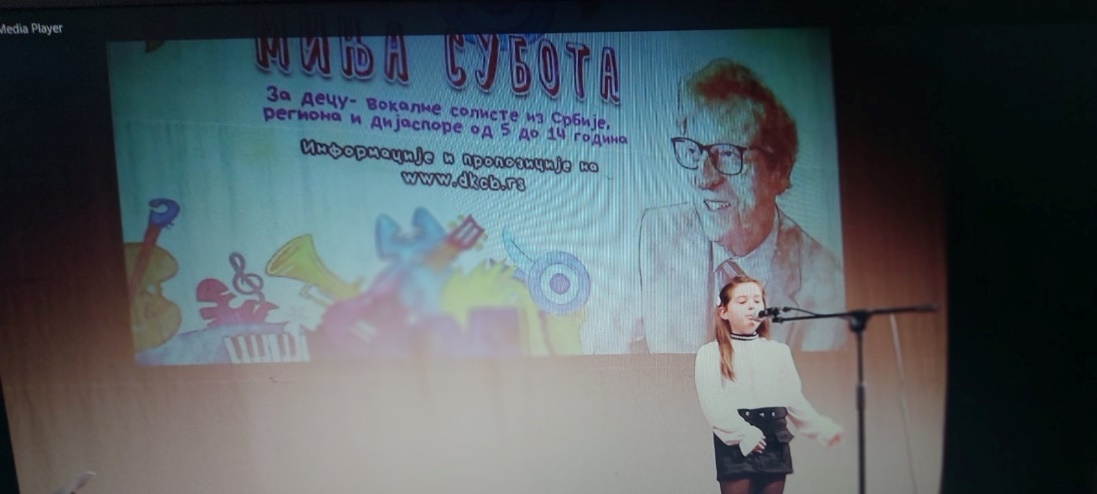 Media Player
МИЊА СУБОТА
За децу- вокалне солисте из Србије,
региона и дијаспоре од 5 до 14 година
Информације и пропозиције на
www.dkcb.rs